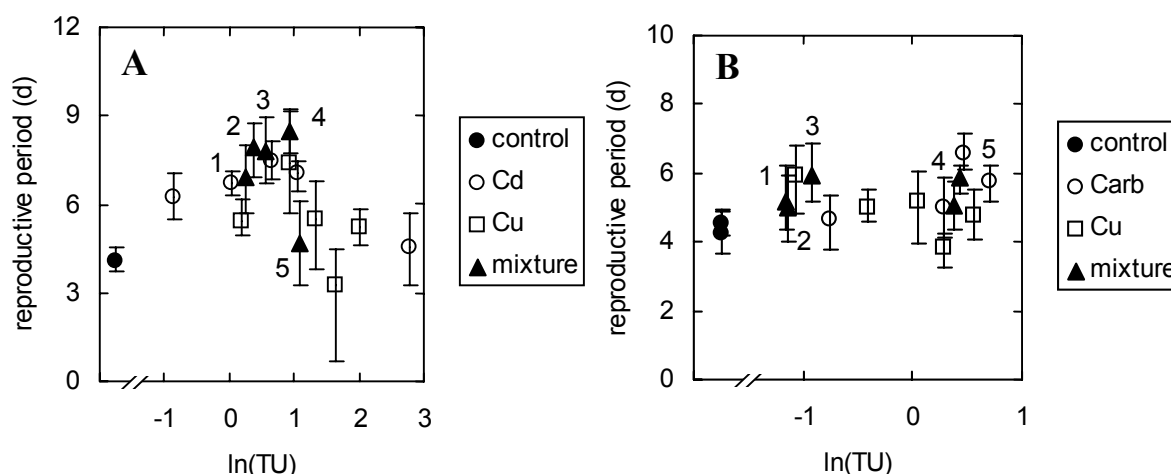 A
reproductive period (d)
12
9
6
3
0
-1 0 1 2 3
ln(TU)
1
2
3
4
5
control
Cd
Cu
mixture
B
reproductive period (d)
10
8
6
4
2
0
-1 0 1
ln(TU)
1
2
3
4
5
control
Carb
Cu
mixture